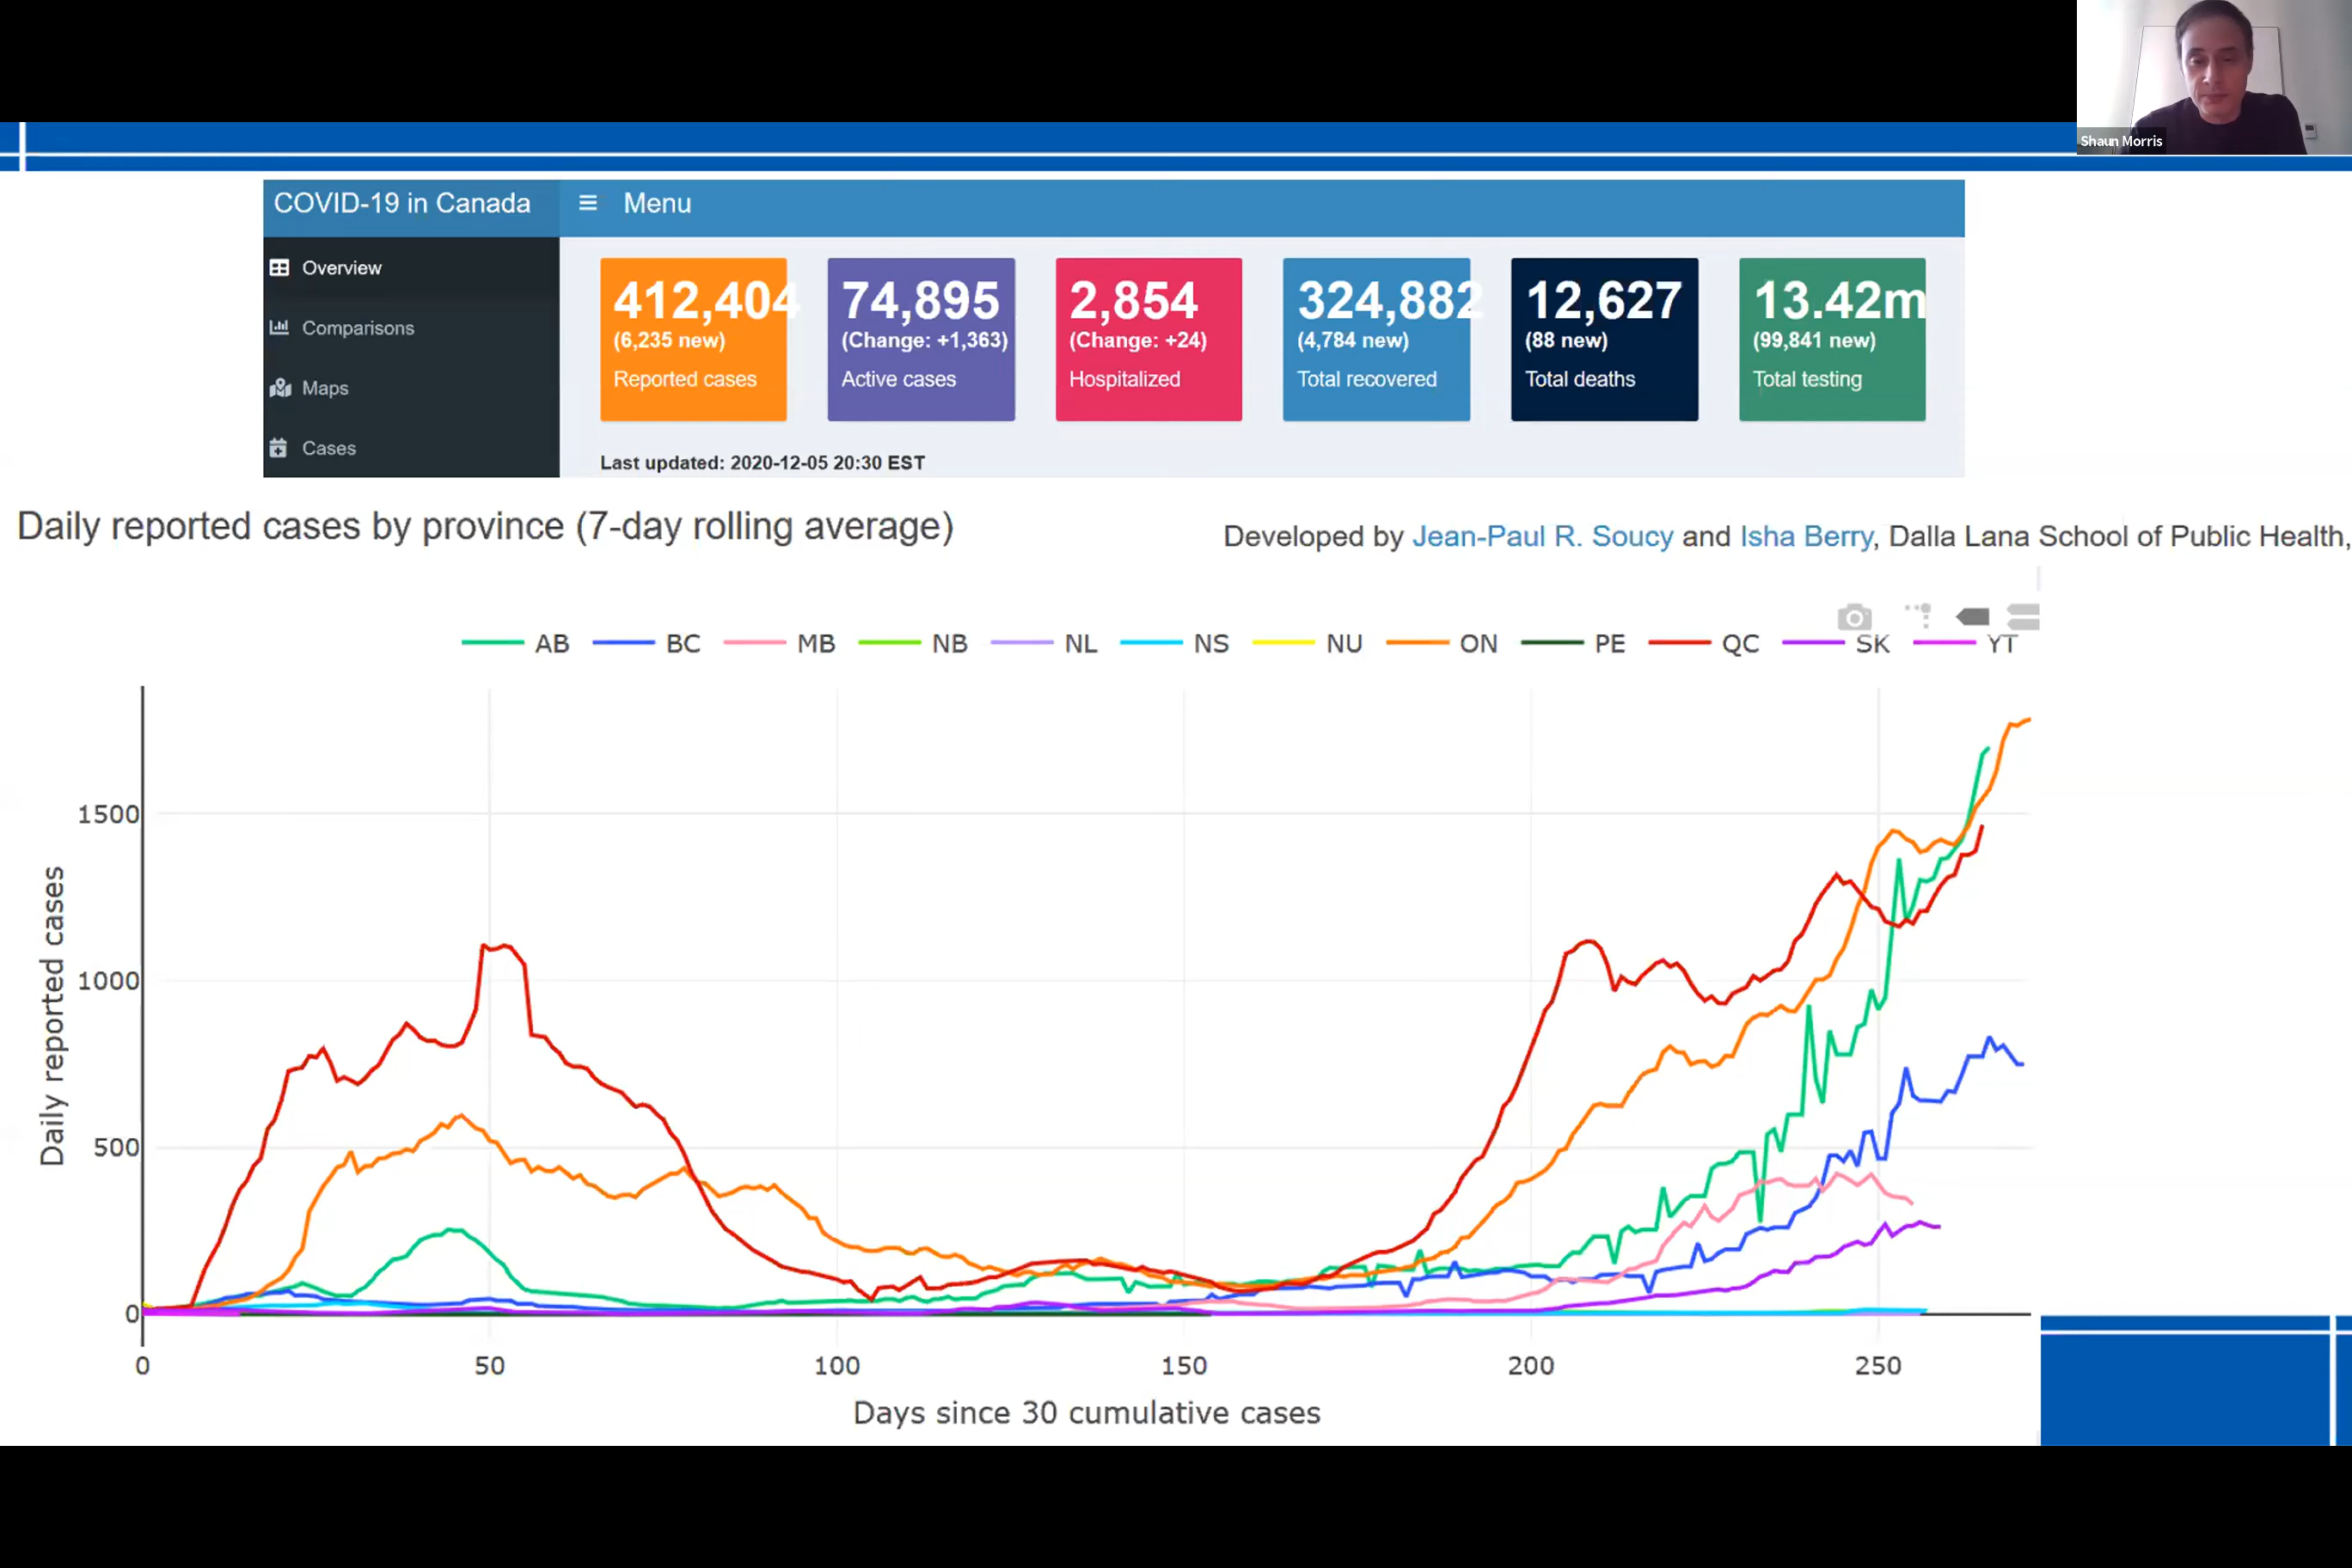 Shaun Morris
COVID-19 in Canada
Menu
Overview
Comparisons
Maps
Cases
412,404
(6,235 new)
Reported cases
74,895
(Change: +1,363)
Active cases
2,854
(Change: +24)
Hospitalized
324,882
(4,784 new)
Total recovered
12,627
(88 new)
Total deaths
13.42m
(99,841 new)
Total testing
Last updated: 2020-12-05 20:30 EST
Daily reported cases by province (7-day rolling average)
Developed by Jean-Paul R. Soucy and Isha Berry, Dalla Lana School of Public Health,
AB BC MB NB NL NS NU ON PE QC SK YT
Daily reported cases
1500
1000
500
0
0 50 100 150 200 250
Days since 30 cumulative cases